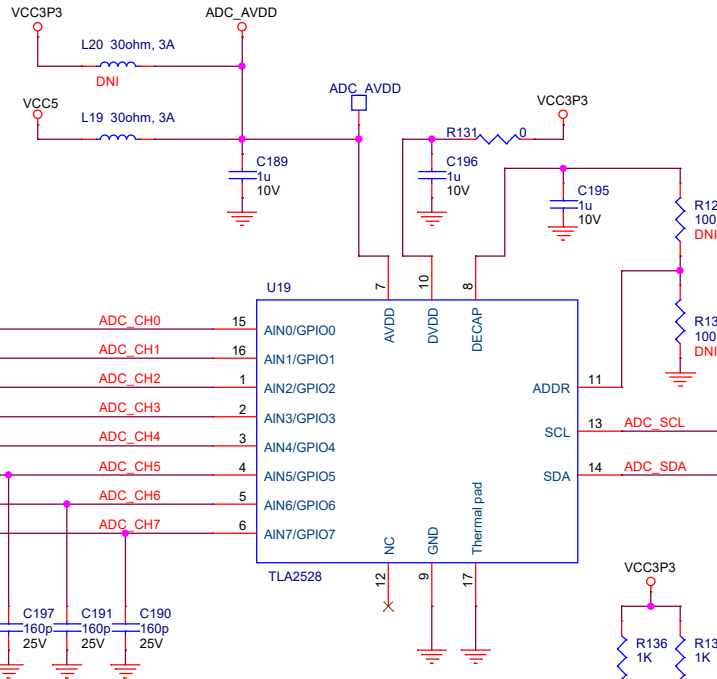 VCC3P3
ADC_AVDD
L20 30ohm, 3A
DNI
VCC5
L19 30ohm, 3A
ADC_AVDD
VCC3P3
R131 0
C189
1u
10V
C196
1u
10V
C195
1u
10V
R12
100
DNI
R13
100
DNI
U19
7
AVDD
10
DVDD
8
DECAP
ADC_CH0 15 AIN0/GPIO0
ADC_CH1 16 AIN1/GPIO1
ADC_CH2 1 AIN2/GPIO2
ADC_CH3 2 AIN3/GPIO3
ADC_CH4 3 AIN4/GPIO4
ADC_CH5 4 AIN5/GPIO5
ADC_CH6 5 AIN6/GPIO6
ADC_CH7 6 AIN7/GPIO7
ADDR 11
SCL 13 ADC_SCL
SDA 14 ADC_SDA
NC
12
GND
9
Thermal pad
17
TLA2528
C197
160p
25V
C191
160p
25V
C190
160p
25V
VCC3P3
R136
1K
R13
1K